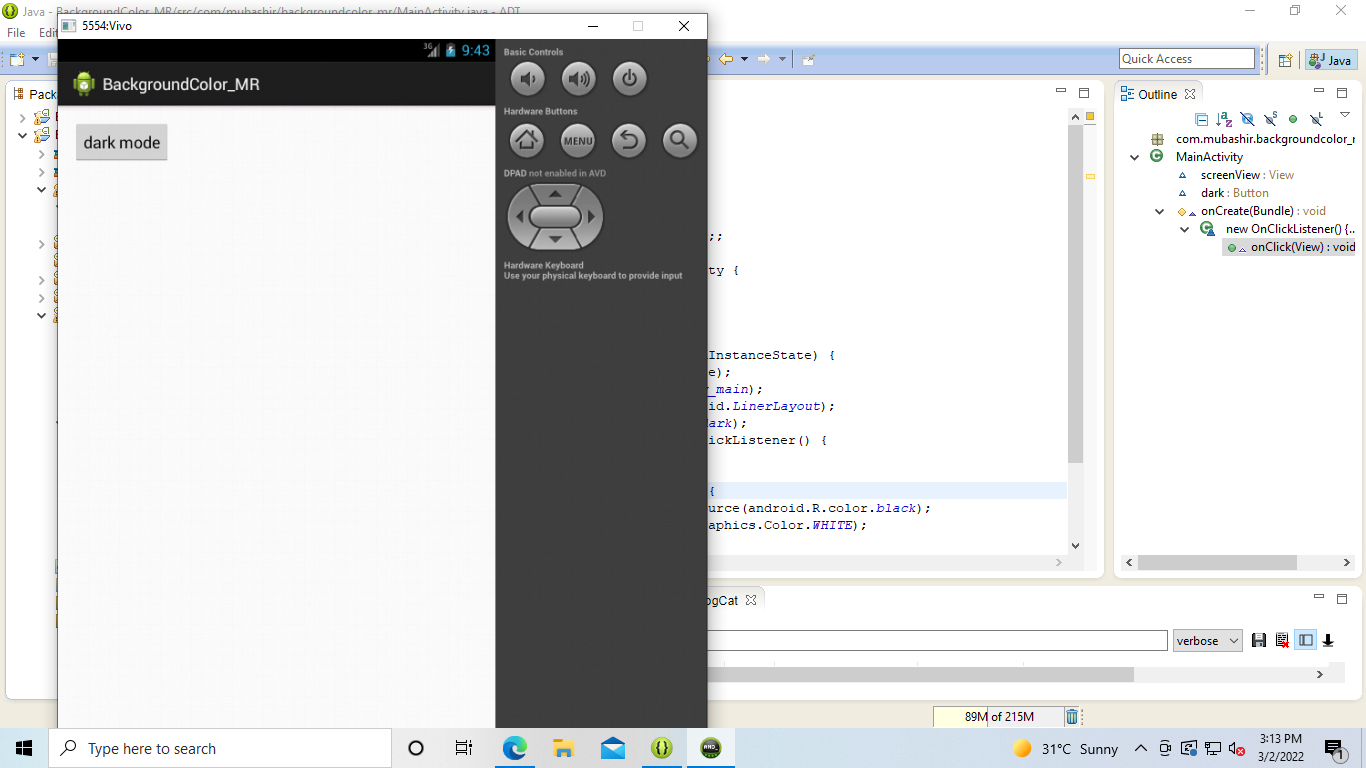 Java - BackgroundColor_MR/src/com/mubashir/backgroundcolor_mr/MainActivity.java - ADT
5554:Vivo
File
Quick Access
Java
3G 9:43
BackgroundColor_MR
dark mode
Basic Controls
Hardware Buttons
MENU
DPAD not enabled in AVD
Hardware Keyboard
Use your physical keyboard to provide input
;;
ty {
InstanceState) {
e);
_main);
id.LinerLayout);
ark);
ickListener() {
{
urce(android.R.color.black);
aphics.Color.WHITE);
Outline
com.mubashir.backgroundcolor_r
MainActivity
screenView : View
dark : Button
onCreate(Bundle) : void
new OnClickListener() {...
onClick(View) : void
ogCat
verbose
89M of 215M
Type here to search
31°C Sunny
3:13 PM
3/2/2022
1